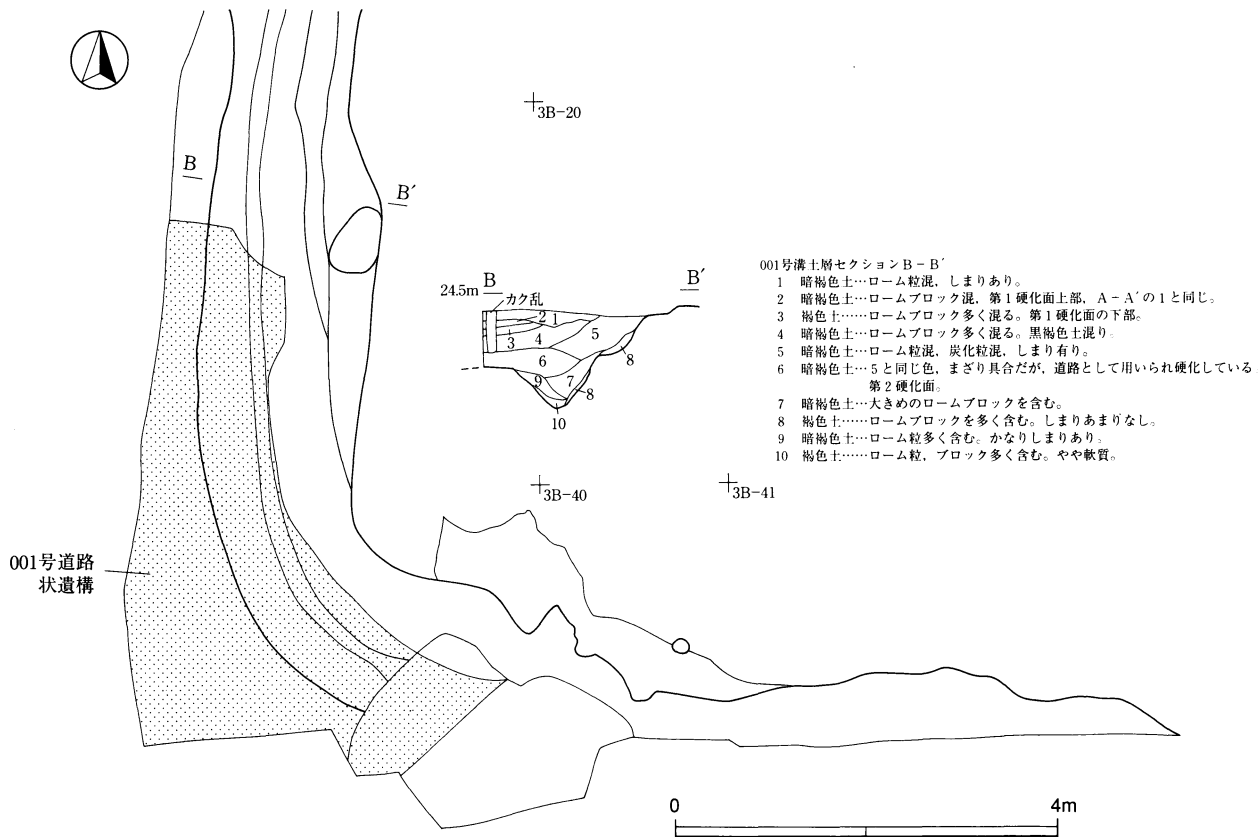 3B-20
B
B′
001号溝土層セクションB-B′
1 暗褐色土…ローム粒混，しまりあり。
2 暗褐色土…ロームブロック混，第1硬化面上部，A-A′の1と同じ。
3 褐色土……ロームブロック多く混る。第1硬化面の下部。
4 暗褐色土…ロームブロック多く混る。黒褐色土混り。
5 暗褐色土…ローム粒混，炭化粒混，しまり有り。
6 暗褐色土…5と同じ色，まざり具合だが，道路として用いられ硬化している
第2硬化面。
7 暗褐色土…大きめのロームブロックを含む。
8 褐色土……ロームブロックを多く含む。しまりあまりなし。
9 暗褐色土…ローム粒多く含む。かなりしまりあり。
10 褐色土……ローム粒，ブロック多く含む。やや軟質。
B
B′
24.5m
カク乱
2 1
3 4 5
6 8
9 7
8
10
3B-40
3B-41
001号道路
状遺構
0 4m